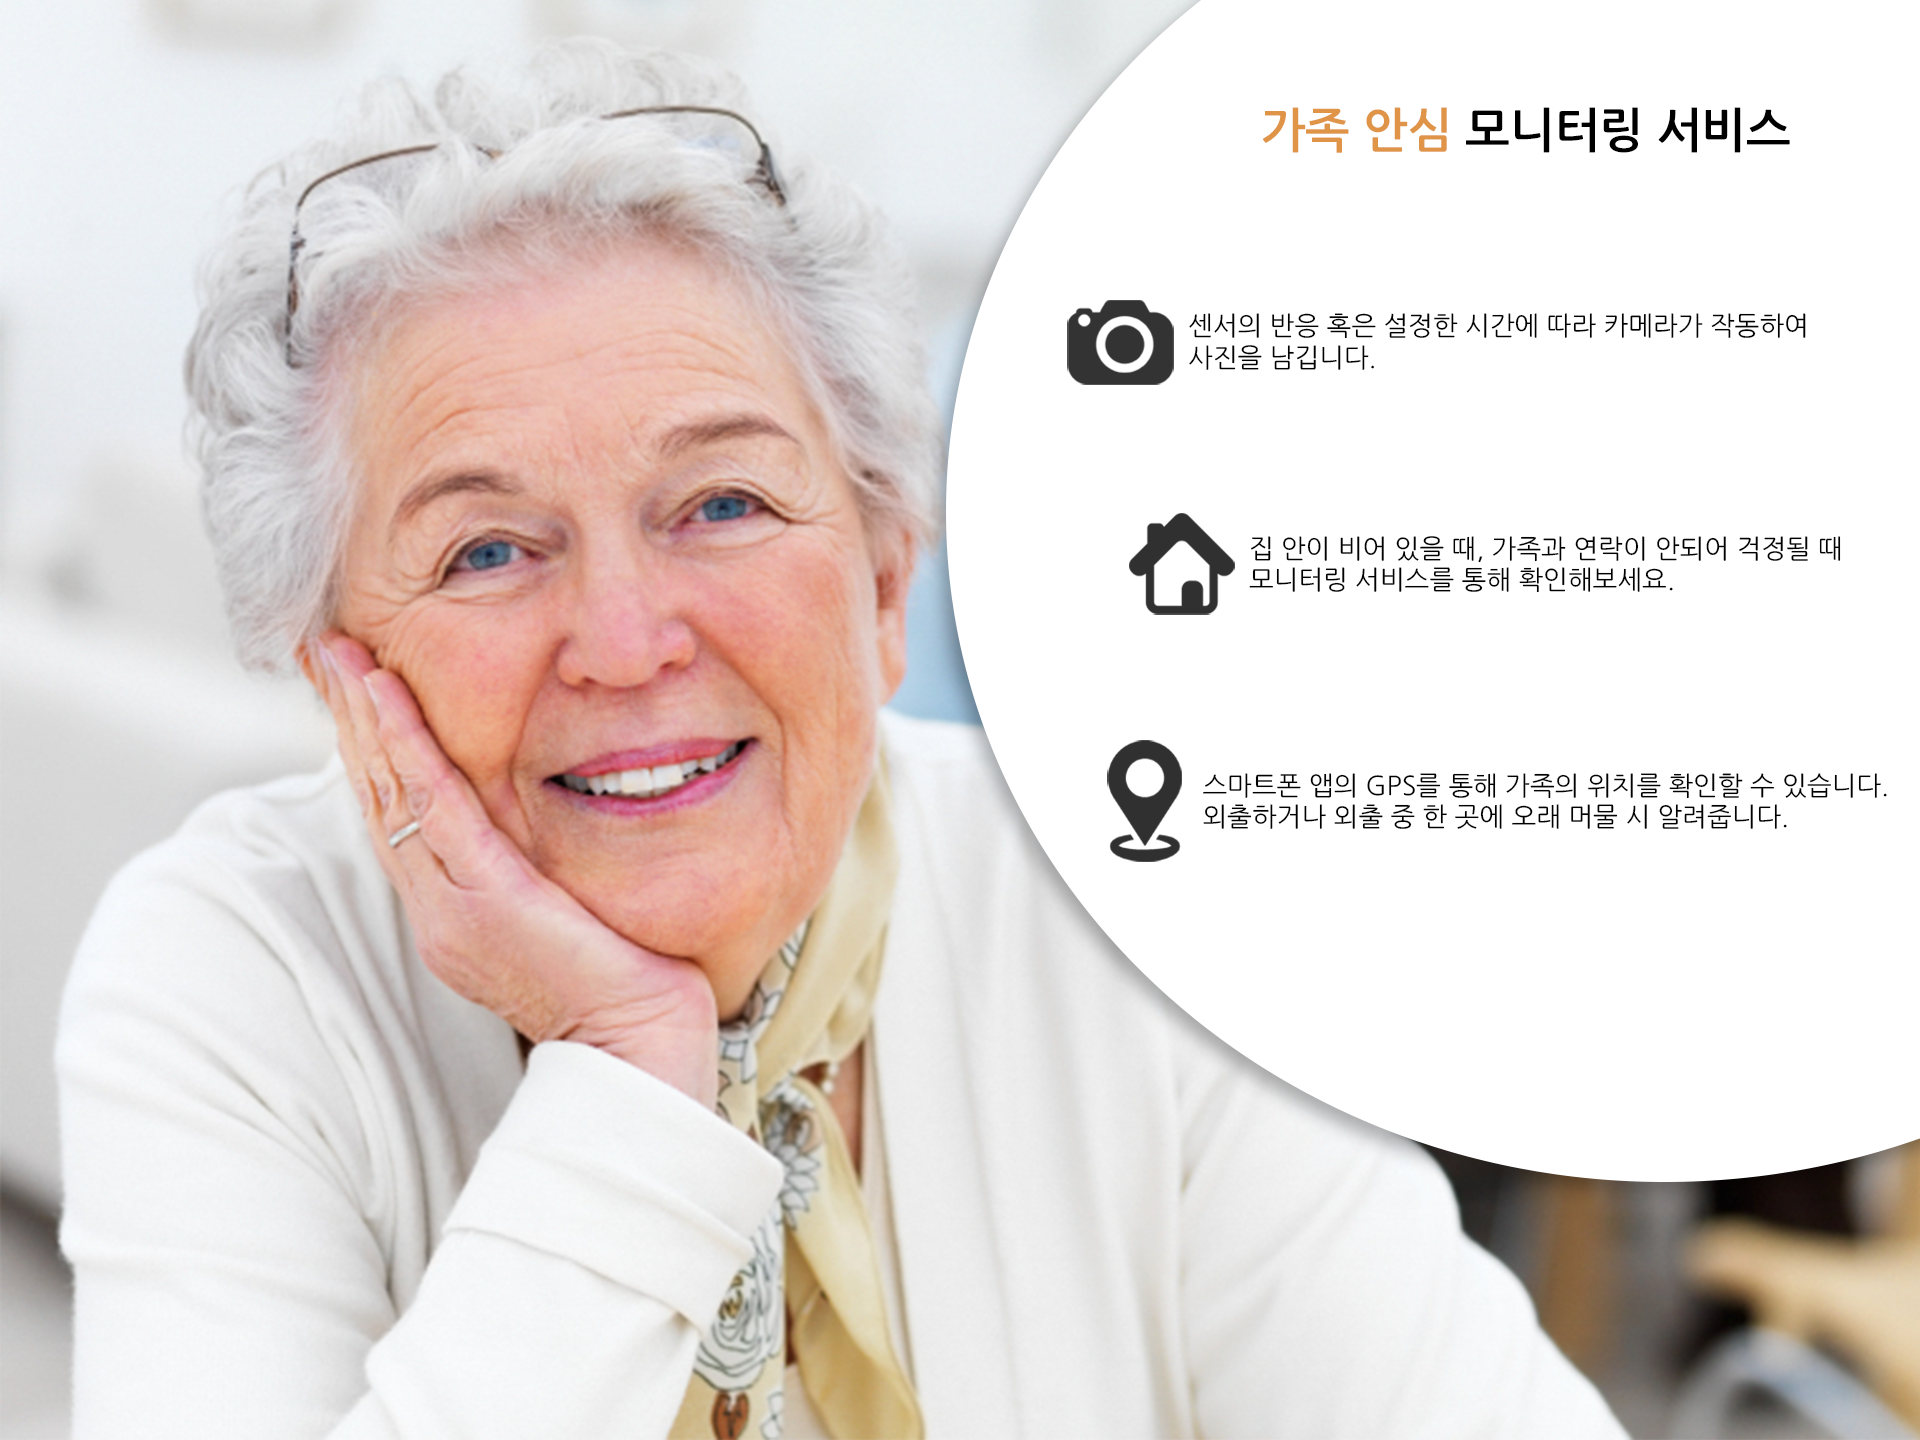 가족 안심 모니터링 서비스
센서의 반응 혹은 설정한 시간에 따라 카메라가 작동하여
사진을 남깁니다.
집 안이 비어 있을 때, 가족과 연락이 안되어 걱정될 때
모니터링 서비스를 통해 확인해보세요.
스마트폰 앱의 GPS를 통해 가족의 위치를 확인할 수 있습니다.
외출하거나 외출 중 한 곳에 오래 머물 시 알려줍니다.